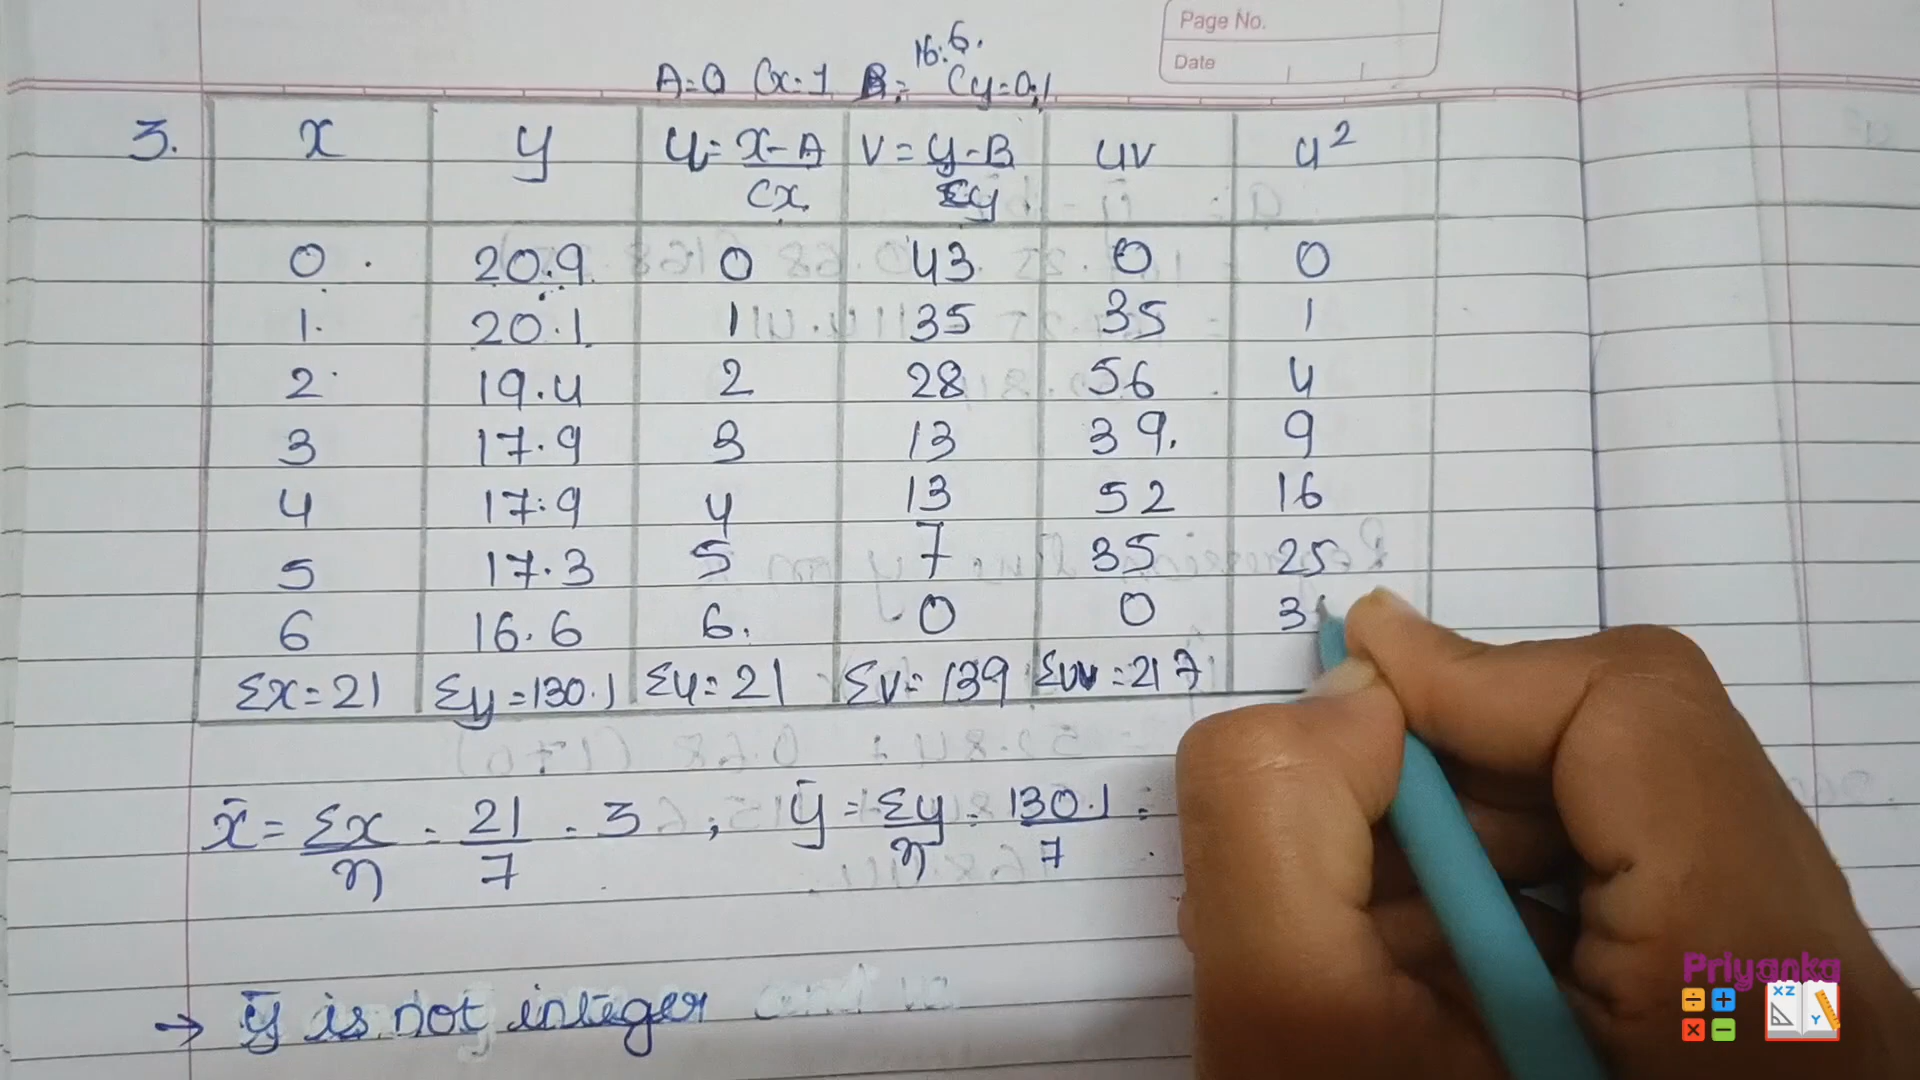 Page No.
Date
16.6.
A=0 Cx=1 B= Cy=0.1
3. x y u=x-A/Cx v=y-B/Cy uv u²
0 20.9 0 43 0 0
1 20.1 1 35 35 1
2 19.4 2 28 56 4
3 17.9 3 13 39 9
4 17.9 4 13 52 16
5 17.3 5 7 35 25
6 16.6 6 0 0 3
Σx=21 Σy=130.1 Σu=21 Σv=139 Σuv=217
x̄ = Σx/n = 21/7 = 3 ; ȳ = Σy/n = 130.1/7 =
→ ȳ is not integer
Priyanka
XZ
Y